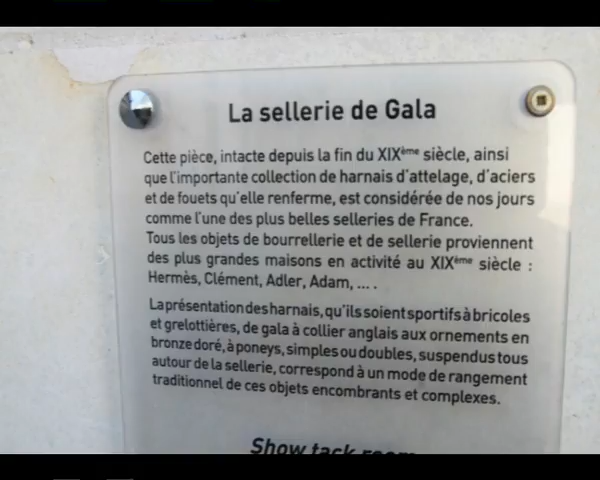 La sellerie de Gala
Cette pièce, intacte depuis la fin du XIXème siècle, ainsi
que l'importante collection de harnais d'attelage, d'aciers
et de fouets qu'elle renferme, est considérée de nos jours
comme l'une des plus belles selleries de France.
Tous les objets de bourrellerie et de sellerie proviennent
des plus grandes maisons en activité au XIXème siècle :
Hermès, Clément, Adler, Adam, ... .
La présentation des harnais, qu'ils soient sportifs à bricoles
et grelottières, de gala à collier anglais aux ornements en
bronze doré, à poneys, simples ou doubles, suspendus tous
autour de la sellerie, correspond à un mode de rangement
traditionnel de ces objets encombrants et complexes.
Show tack room